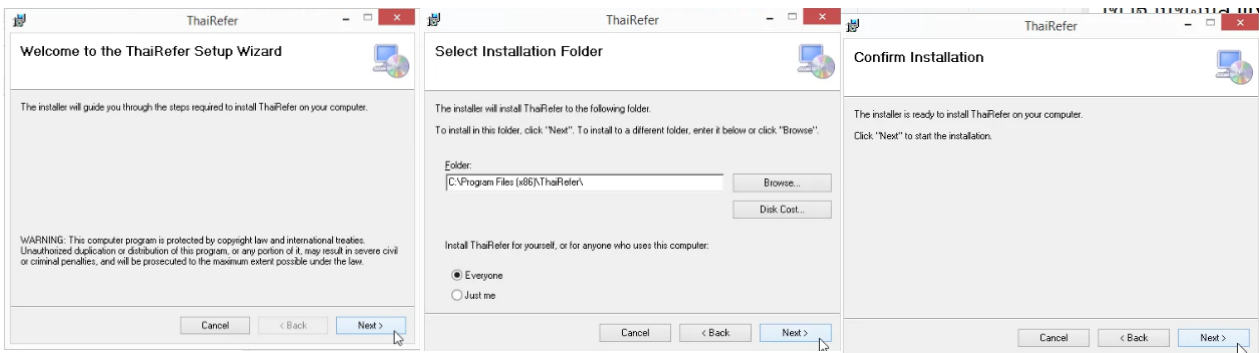 ThaiRefer
Welcome to the ThaiRefer Setup Wizard
The installer will guide you through the steps required to install ThaiRefer on your computer.
WARNING: This computer program is protected by copyright law and international treaties.
Unauthorized duplication or distribution of this program, or any portion of it, may result in severe civil
or criminal penalties, and will be prosecuted to the maximum extent possible under the law.
Cancel
< Back
Next >
ThaiRefer
Select Installation Folder
The installer will install ThaiRefer to the following folder.
To install in this folder, click "Next". To install to a different folder, enter it below or click "Browse".
Folder:
C:\Program Files (x86)\ThaiRefer\
Browse...
Disk Cost...
Install ThaiRefer for yourself, or for anyone who uses this computer:
Everyone
Just me
Cancel
< Back
Next >
ThaiRefer
Confirm Installation
The installer is ready to install ThaiRefer on your computer.
Click "Next" to start the installation.
Cancel
< Back
Next >